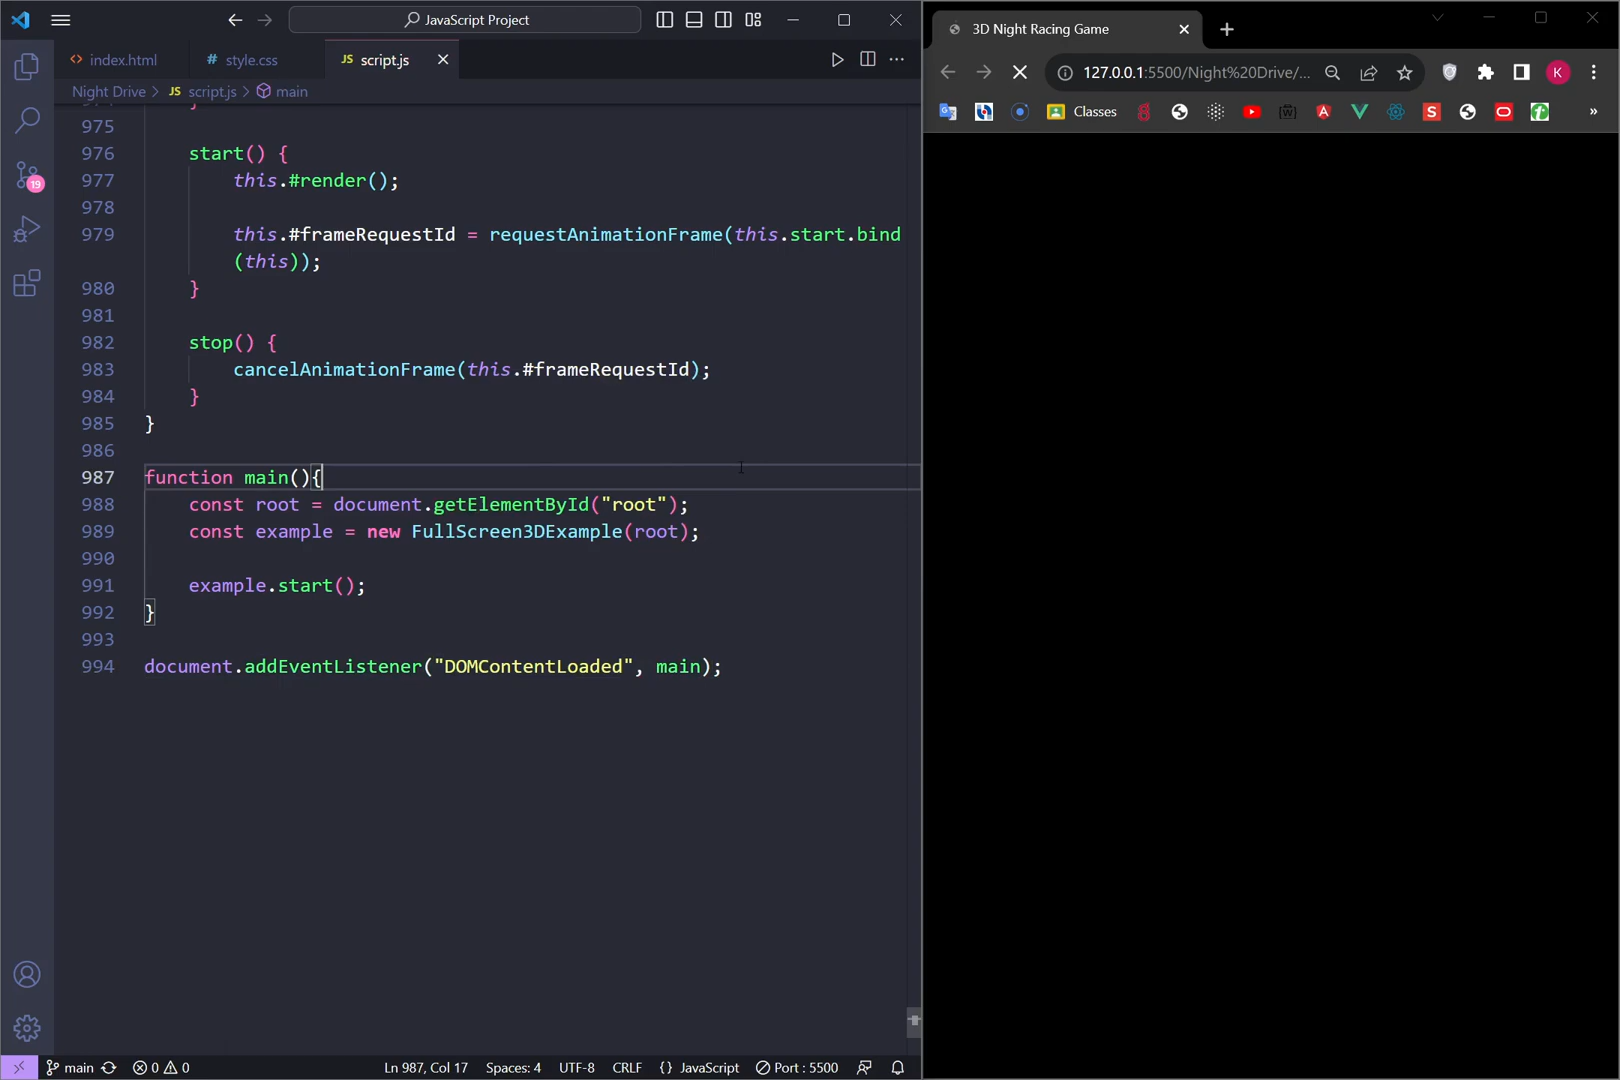 JavaScript Project
index.html
style.css
JS script.js
Night Drive > JS script.js > main
975
976 start() {
977 this.#render();
978
979 this.#frameRequestId = requestAnimationFrame(this.start.bind
(this));
980 }
981
982 stop() {
983 cancelAnimationFrame(this.#frameRequestId);
984 }
985 }
986
987 function main(){
988 const root = document.getElementById("root");
989 const example = new FullScreen3DExample(root);
990
991 example.start();
992 }
993
994 document.addEventListener("DOMContentLoaded", main);
19
main
0
0
Ln 987, Col 17
Spaces: 4
UTF-8
CRLF
{} JavaScript
Port : 5500
3D Night Racing Game
127.0.0.1:5500/Night%20Drive/...
K
Classes
S